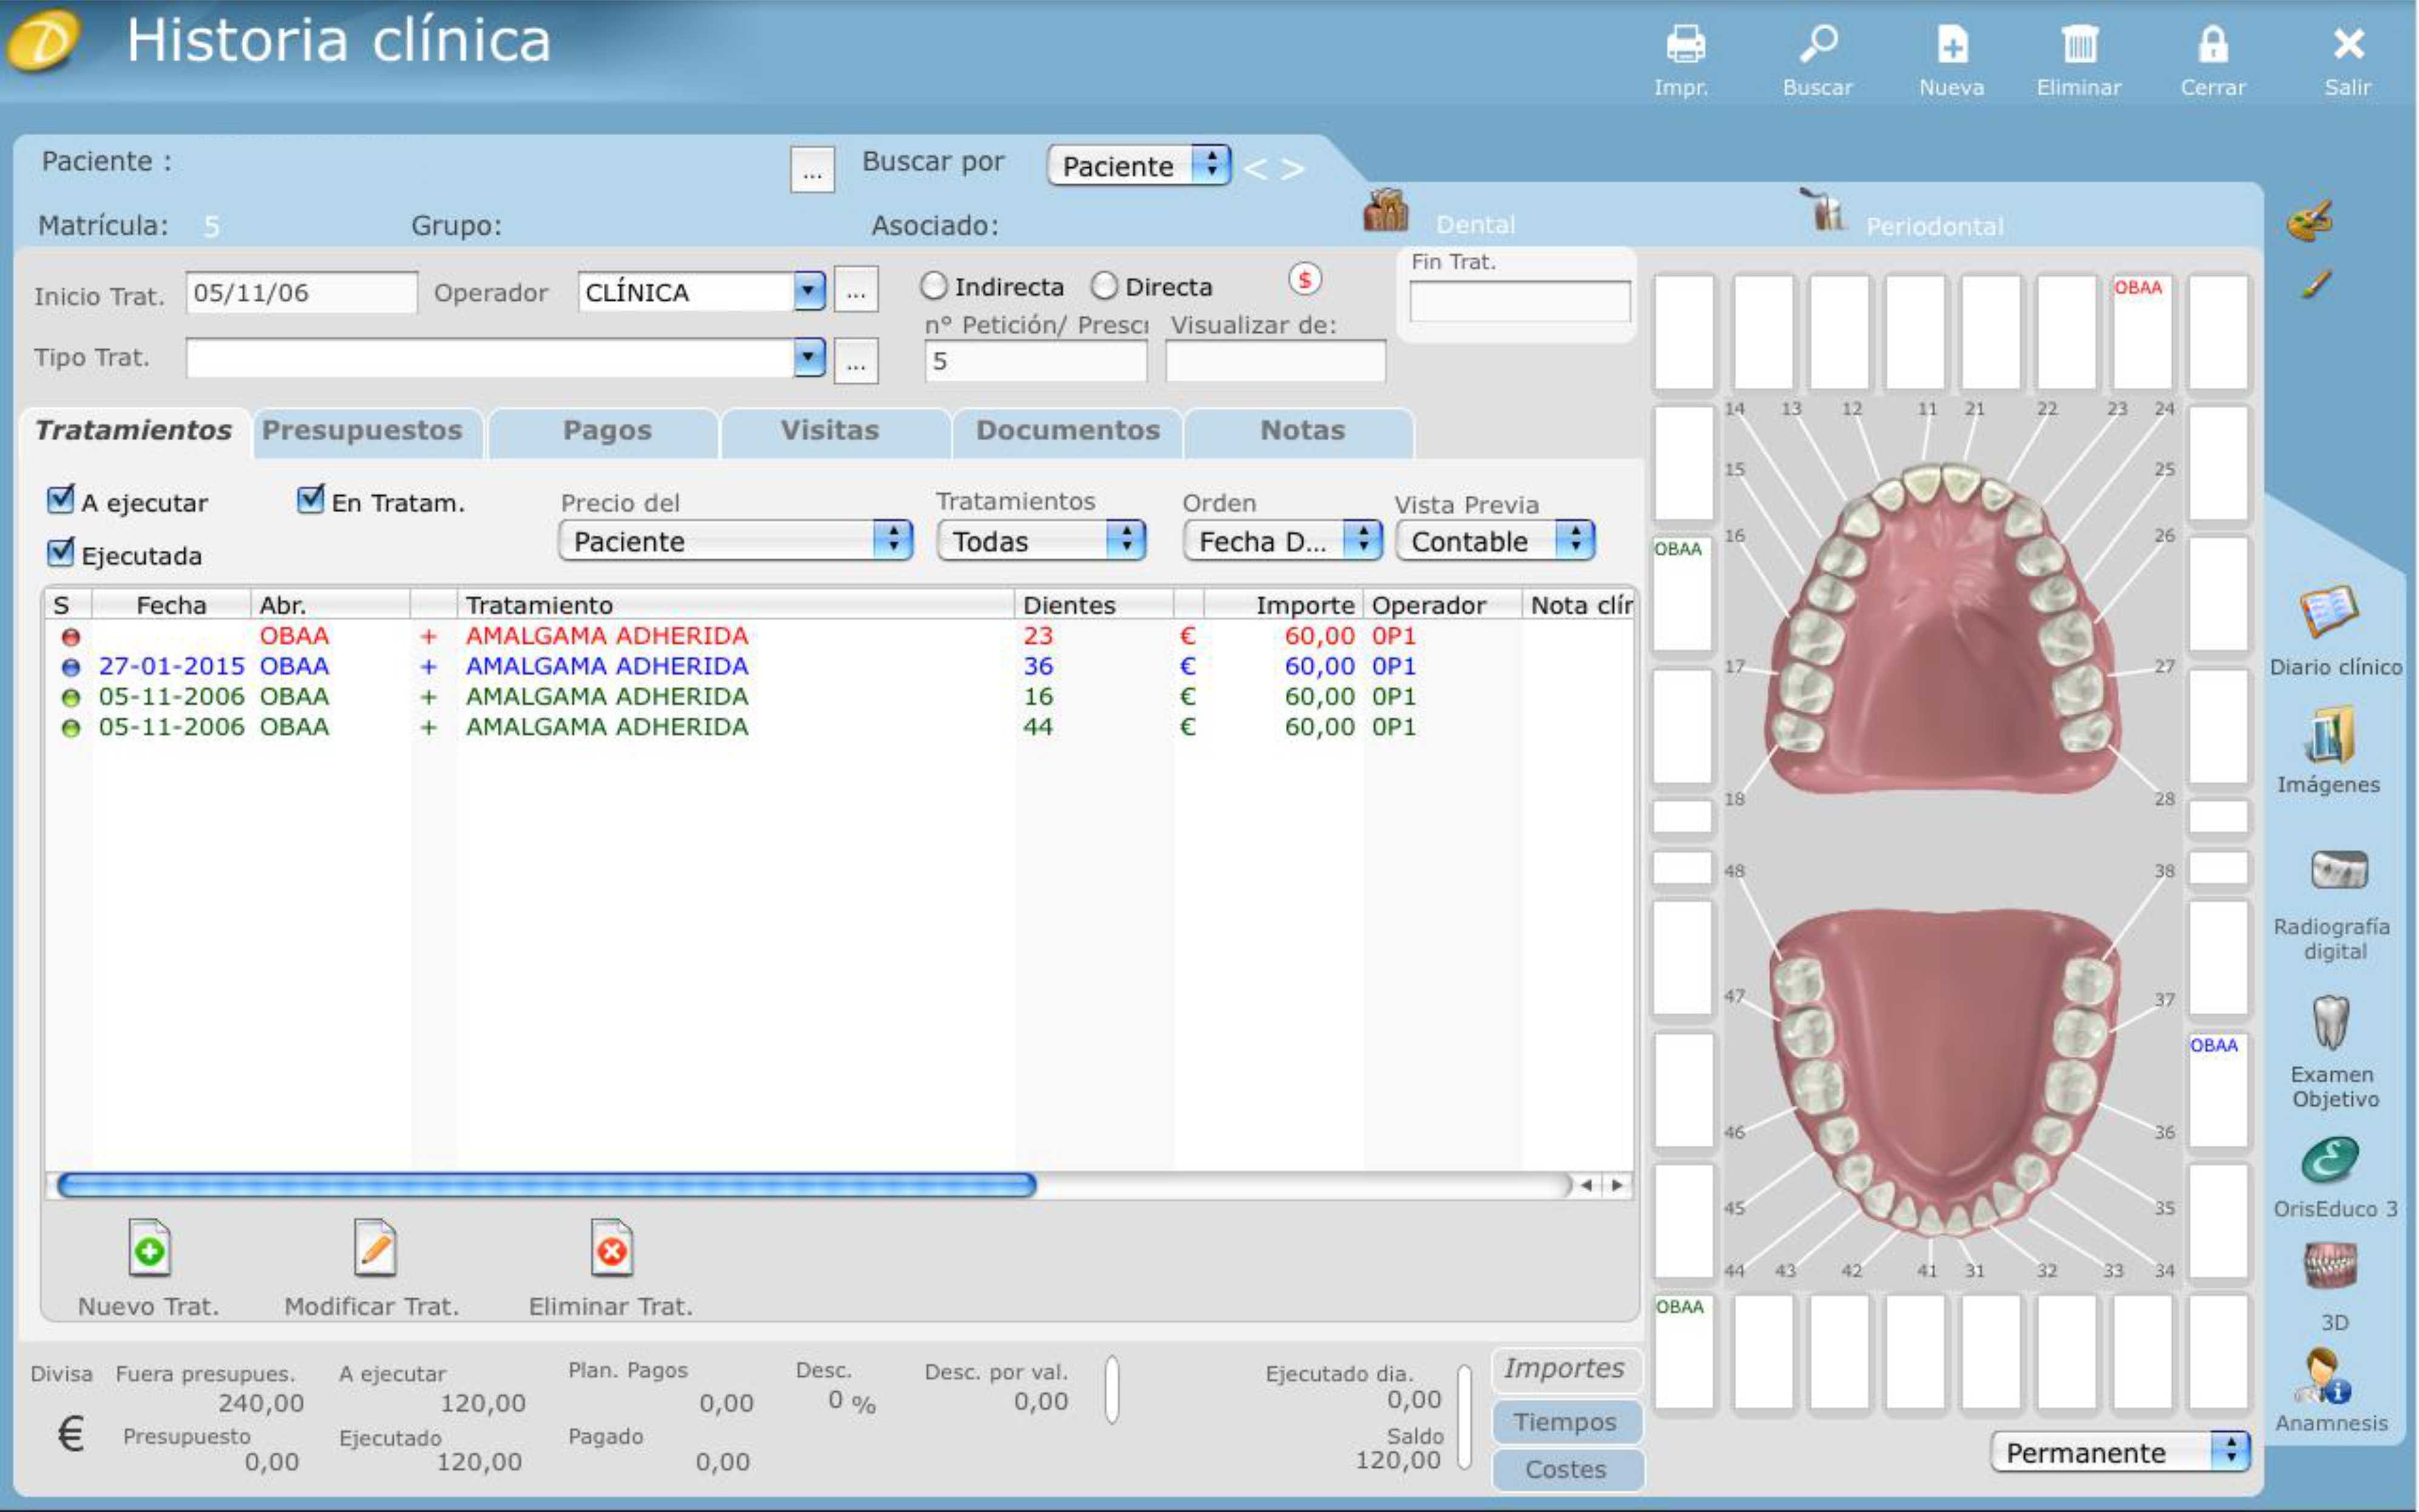 Historia clínica
Impr. Buscar Nueva Eliminar Cerrar Salir
Paciente : ... Buscar por Paciente < >
Matrícula: 5 Grupo: Asociado: Dental Periodontal
Inicio Trat. 05/11/06 Operador CLÍNICA ... Indirecta Directa $ Fin Trat.
nº Petición/ Prescr Visualizar de:
Tipo Trat. ... 5
Tratamientos Presupuestos Pagos Visitas Documentos Notas
A ejecutar En Tratam. Precio del Tratamientos Orden Vista Previa
Ejecutada Paciente Todas Fecha D... Contable
S Fecha Abr. Tratamiento Dientes Importe Operador Nota clír
OBAA + AMALGAMA ADHERIDA 23 € 60,00 0P1
27-01-2015 OBAA + AMALGAMA ADHERIDA 36 € 60,00 0P1
05-11-2006 OBAA + AMALGAMA ADHERIDA 16 € 60,00 0P1
05-11-2006 OBAA + AMALGAMA ADHERIDA 44 € 60,00 0P1
Nuevo Trat. Modificar Trat. Eliminar Trat.
Divisa Fuera presupues. A ejecutar Plan. Pagos Desc. Desc. por val. Ejecutado dia. Importes
240,00 120,00 0,00 0 % 0,00 0,00
€ Presupuesto Ejecutado Pagado Saldo Tiempos
0,00 120,00 0,00 120,00 Costes
OBAA
14 13 12 11 21 22 23 24
15 25
OBAA 16 26
17 27
18 28
48 38
47 37
OBAA
46 36
45 35
44 43 42 41 31 32 33 34
OBAA
Permanente
Diario clínico
Imágenes
Radiografía
digital
Examen
Objetivo
OrisEduco 3
3D
Anamnesis